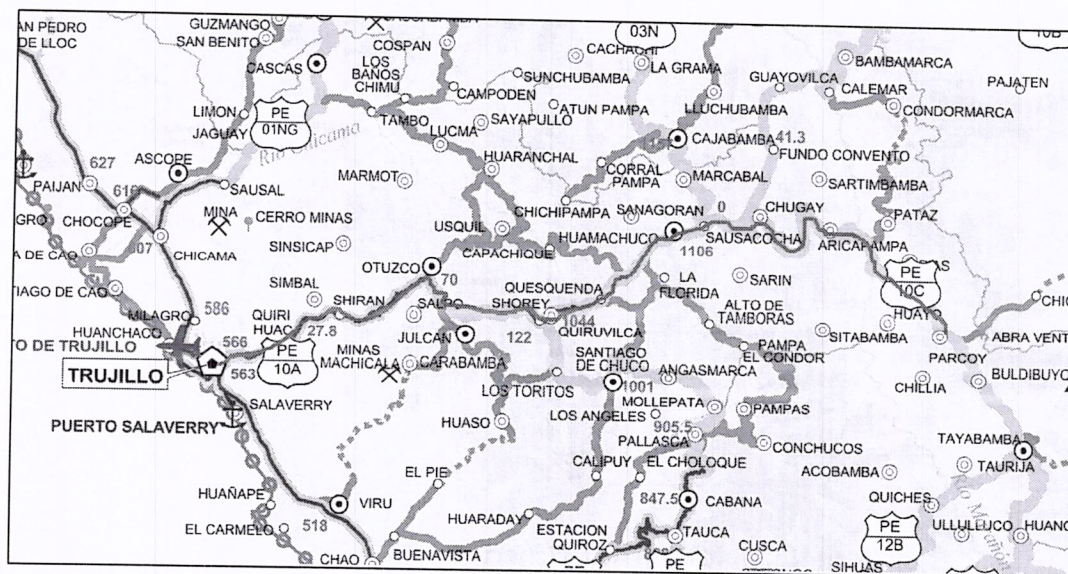 AN PEDRO
DE LLOC
GUZMANGO
SAN BENITO
CASCAS
COSPAN
LOS
BAÑOS
CHIMU
CAMPODEN
SUNCHUBAMBA
CACHACHI
03N
LA GRAMA
GUAYOVILCA
BAMBAMARCA
10B
PAJATEN
CALEMAR
CONDORMARCA
LLUCHUBAMBA
ATUN PAMPA
LIMON
JAGUAY
PE
01NG
Rio Chicama
TAMBO
LUCMA
SAYAPULLO
CAJABAMBA
41.3
FUNDO CONVENTO
627
ASCOPE
PAIJAN
SAUSAL
MARMOT
HUARANCHAL
CORRAL
PAMPA
MARCABAL
SARTIMBAMBA
CHOCOPE
MINA
CERRO MINAS
CHICHIPAMPA
SANAGORAN
0
CHUGAY
PATAZ
07
CHICAMA
SINSICAP
USQUIL
CAPACHIQUE
HUAMACHUCO
1106
SAUSACOCHA
ARICAPAMPA
A DE CAO
OTUZCO
70
TIAGO DE CAO
SIMBAL
SHIRAN
SALPO
QUESQUENDA
SHOREY
LA
FLORIDA
SARIN
PE
10C
MILAGRO
586
HUANCHACO
QUIRI
HUAC
27.8
JULCAN
122
1044
QUIRUVILCA
ALTO DE
TAMBORAS
SITABAMBA
ABRA VENT
TO DE TRUJILLO
566
PE
10A
MINAS
MACHICALA
CARABAMBA
SANTIAGO
DE CHUCO
PAMPA
EL CONDOR
PARCOY
TRUJILLO
563
ANGASMARCA
CHILLIA
BULDIBUYO
SALAVERRY
LOS TORITOS
1001
MOLLEPATA
PUERTO SALAVERRY
HUASO
LOS ANGELES
905.5
PALLASCA
PAMPAS
CONCHUCOS
TAYABAMBA
EL PIE
CALIPUY
EL CHOLOQUE
ACOBAMBA
TAURIJA
HUAÑAPE
VIRU
847.5
CABANA
QUICHES
EL CARMELO
518
HUARADAY
ESTACION
QUIROZ
TAUCA
PE
12B
ULLULLUCO
CHAO
BUENAVISTA
PE
CUSCA
SIHUAS